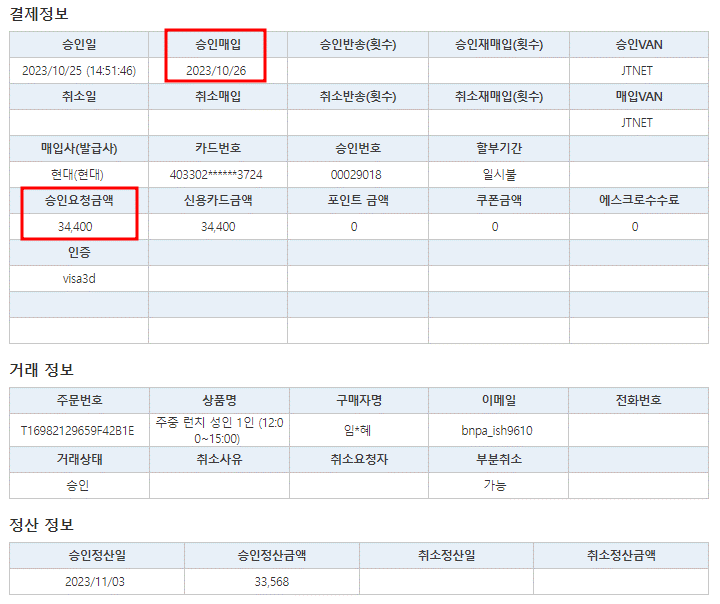 결제정보
승인일 승인매입 승인반송(횟수) 승인재매입(횟수) 승인VAN
2023/10/25 (14:51:46) 2023/10/26 JTNET
취소일 취소매입 취소반송(횟수) 취소재매입(횟수) 매입VAN
JTNET
매입사(발급사) 카드번호 승인번호 할부기간
현대(현대) 403302******3724 00029018 일시불
승인요청금액 신용카드금액 포인트 금액 쿠폰금액 에스크로수수료
34,400 34,400 0 0 0
인증
visa3d
거래 정보
주문번호 상품명 구매자명 이메일 전화번호
T16982129659F42B1E 주중 런치 성인 1인 (12:0
0~15:00) 임*혜 bnpa_ish9610
거래상태 취소사유 취소요청자 부분취소
승인 가능
정산 정보
승인정산일 승인정산금액 취소정산일 취소정산금액
2023/11/03 33,568